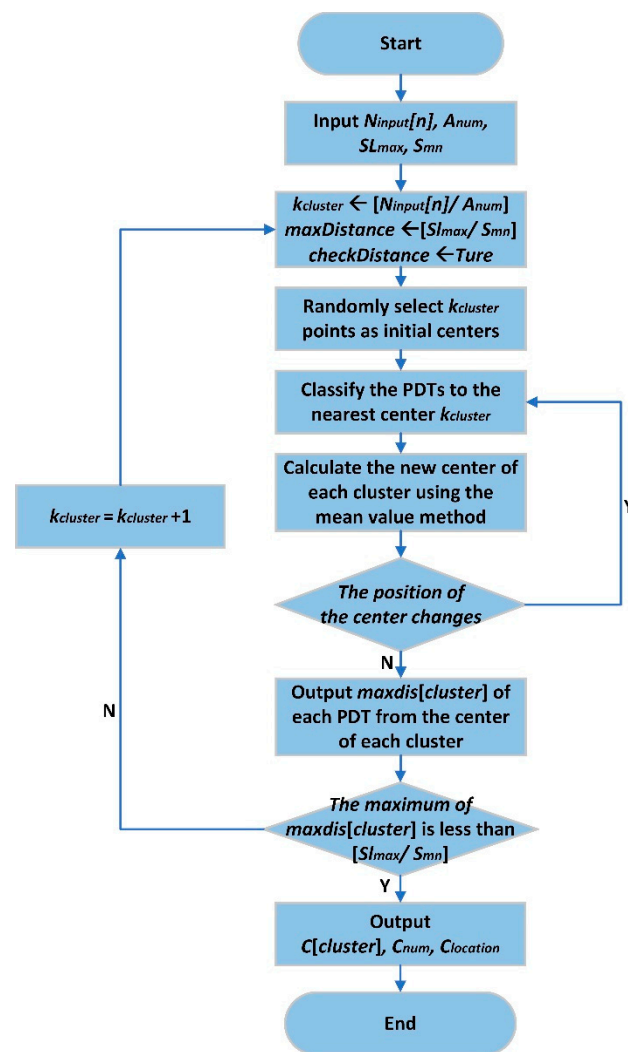 Start
Input Ninput[n], Anum,
SLmax, Smn
kcluster ← [Ninput[n]/ Anum]
maxDistance ←[Slmax/ Smn]
checkDistance ←Ture
Randomly select kcluster
points as initial centers
Classify the PDTs to the
nearest center kcluster
Calculate the new center of
each cluster using the
mean value method
kcluster = kcluster +1
Y
The position of
the center changes
N
Output maxdis[cluster] of
each PDT from the center
of each cluster
N
The maximum of
maxdis[cluster] is less than
[Slmax/ Smn]
Y
Output
C[cluster], Cnum, Clocation
End